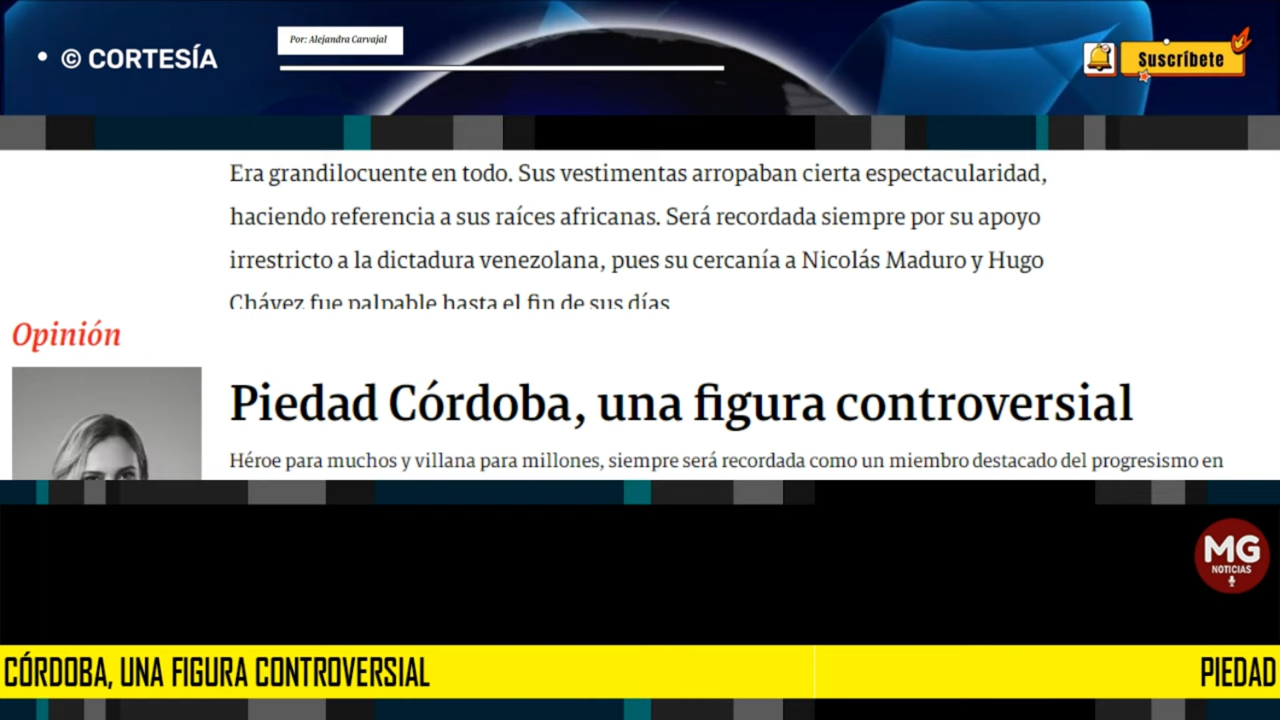 © CORTESÍA
Por: Alejandra Carvajal
Suscríbete
Era grandilocuente en todo. Sus vestimentas arropaban cierta espectacularidad,
haciendo referencia a sus raíces africanas. Será recordada siempre por su apoyo
irrestricto a la dictadura venezolana, pues su cercanía a Nicolás Maduro y Hugo
Chávez fue palpable hasta el fin de sus días
Opinión
Piedad Córdoba, una figura controversial
Héroe para muchos y villana para millones, siempre será recordada como un miembro destacado del progresismo en
MG
NOTICIAS
CÓRDOBA, UNA FIGURA CONTROVERSIAL
PIEDAD